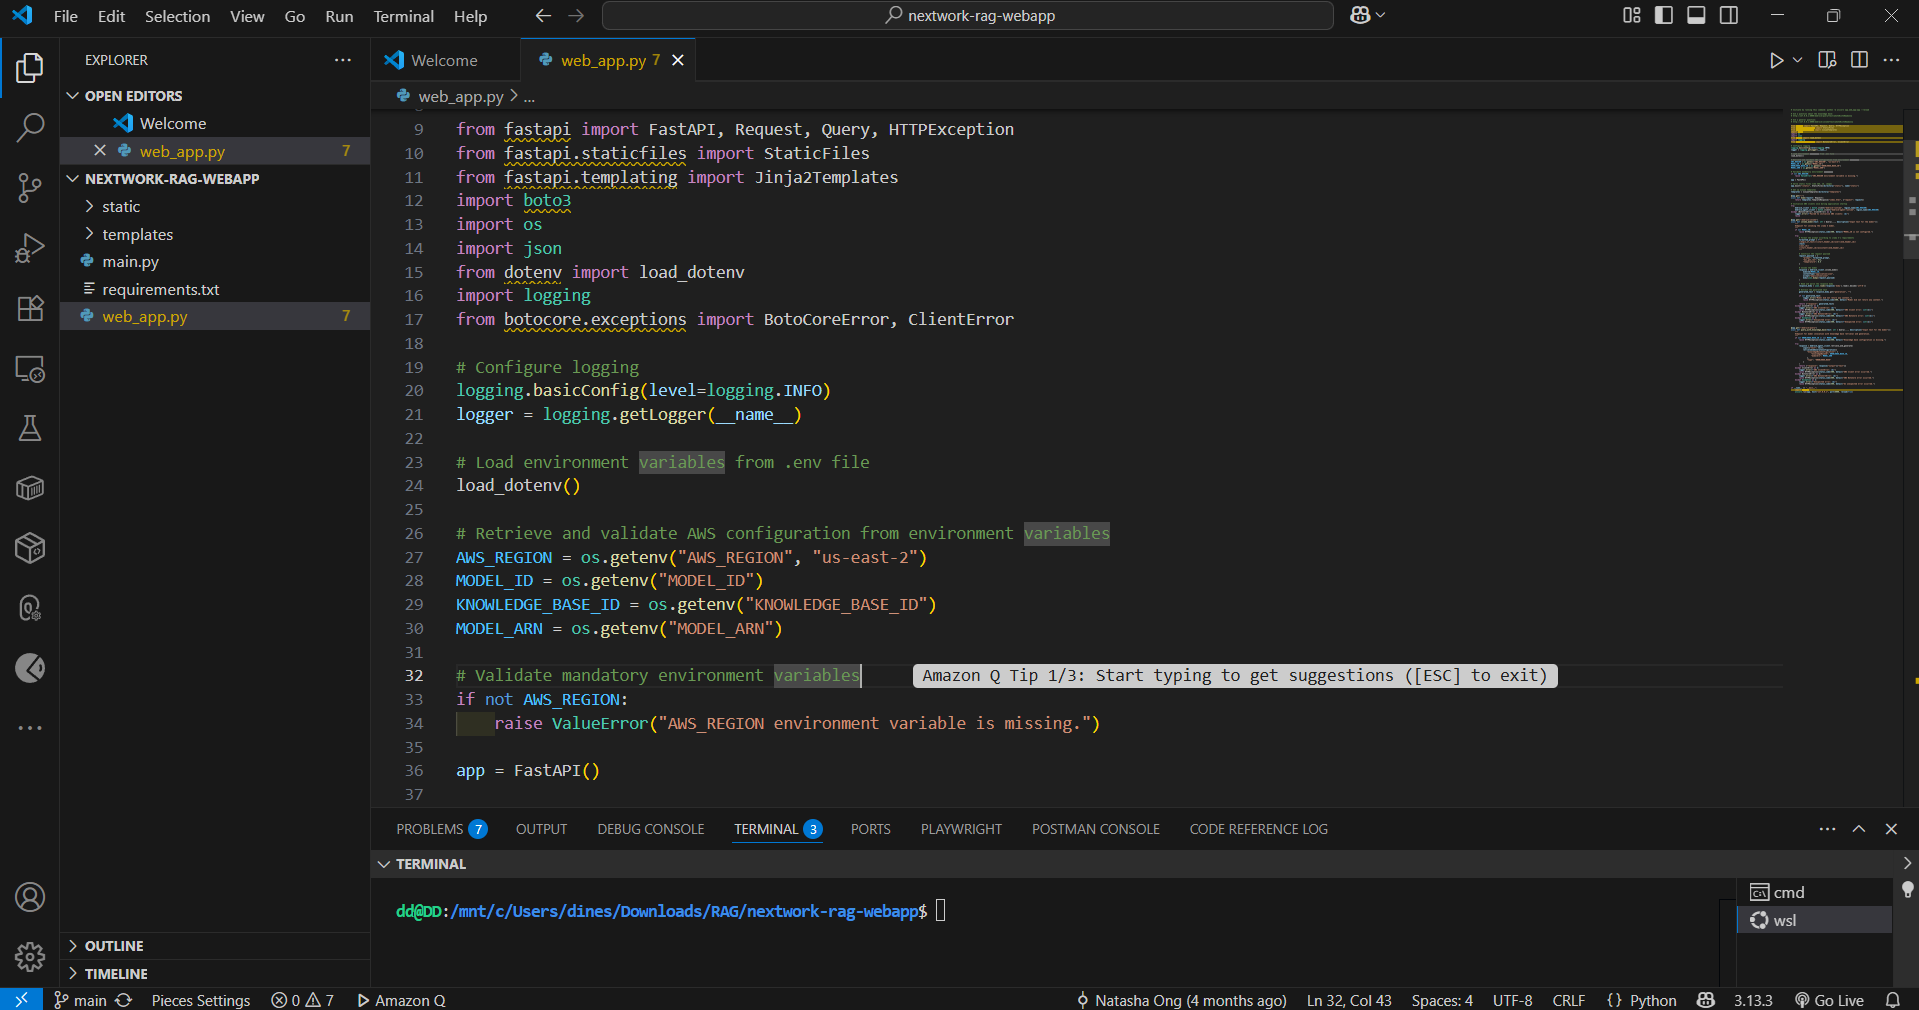 File Edit Selection View Go Run Terminal Help
nextwork-rag-webapp
EXPLORER
OPEN EDITORS
Welcome
web_app.py 7
NEXTWORK-RAG-WEBAPP
static
templates
main.py
requirements.txt
web_app.py 7
OUTLINE
TIMELINE
Welcome
web_app.py 7
web_app.py > ...
9 from fastapi import FastAPI, Request, Query, HTTPException
10 from fastapi.staticfiles import StaticFiles
11 from fastapi.templating import Jinja2Templates
12 import boto3
13 import os
14 import json
15 from dotenv import load_dotenv
16 import logging
17 from botocore.exceptions import BotoCoreError, ClientError
18
19 # Configure logging
20 logging.basicConfig(level=logging.INFO)
21 logger = logging.getLogger(__name__)
22
23 # Load environment variables from .env file
24 load_dotenv()
25
26 # Retrieve and validate AWS configuration from environment variables
27 AWS_REGION = os.getenv("AWS_REGION", "us-east-2")
28 MODEL_ID = os.getenv("MODEL_ID")
29 KNOWLEDGE_BASE_ID = os.getenv("KNOWLEDGE_BASE_ID")
30 MODEL_ARN = os.getenv("MODEL_ARN")
31
32 # Validate mandatory environment variables Amazon Q Tip 1/3: Start typing to get suggestions ([ESC] to exit)
33 if not AWS_REGION:
34     raise ValueError("AWS_REGION environment variable is missing.")
35
36 app = FastAPI()
37
PROBLEMS 7 OUTPUT DEBUG CONSOLE TERMINAL 3 PORTS PLAYWRIGHT POSTMAN CONSOLE CODE REFERENCE LOG
TERMINAL
dd@DD:/mnt/c/Users/dines/Downloads/RAG/nextwork-rag-webapp$
cmd
wsl
main Pieces Settings 0 7 Amazon Q Natasha Ong (4 months ago) Ln 32, Col 43 Spaces: 4 UTF-8 CRLF {} Python 3.13.3 Go Live